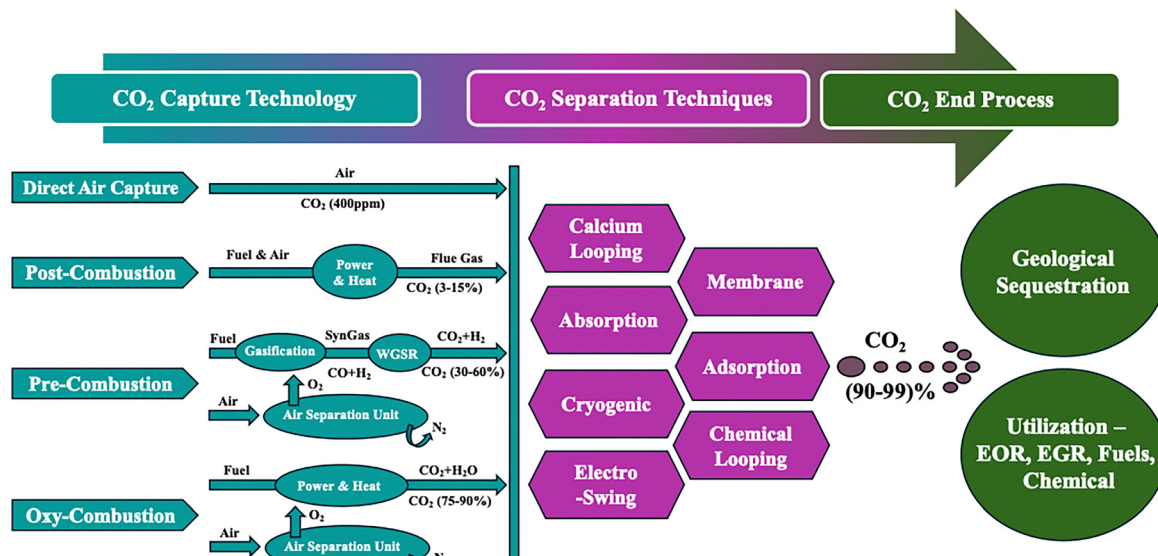 CO₂ Capture Technology
CO₂ Separation Techniques
CO₂ End Process
Direct Air Capture
Air
CO₂ (400ppm)
Post-Combustion
Fuel & Air
Power
& Heat
Flue Gas
CO₂ (3-15%)
Pre-Combustion
Fuel
Gasification
SynGas
CO+H₂
WGSR
CO₂+H₂
CO₂ (30-60%)
O₂
Air
Air Separation Unit
N₂
Oxy-Combustion
Fuel
Power & Heat
CO₂+H₂O
CO₂ (75-90%)
O₂
Air
Air Separation Unit
Calcium
Looping
Membrane
Absorption
Adsorption
Cryogenic
Chemical
Looping
Electro
-Swing
CO₂
(90-99)%
Geological
Sequestration
Utilization –
EOR, EGR, Fuels,
Chemical